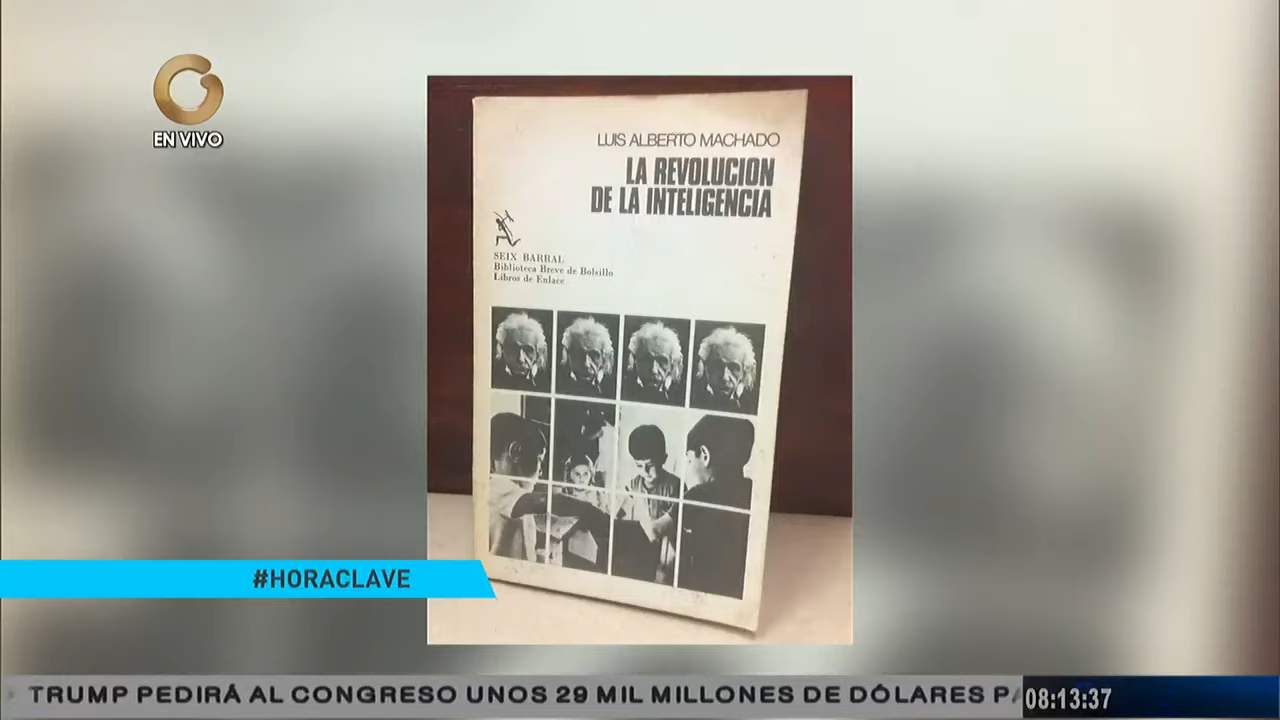 EN VIVO
LUIS ALBERTO MACHADO
LA REVOLUCION
DE LA INTELIGENCIA
SEIX BARRAL
Biblioteca Breve de Bolsillo
Libros de Enlace
#HORACLAVE
TRUMP PEDIRÁ AL CONGRESO UNOS 29 MIL MILLONES DE DÓLARES
08:13:37